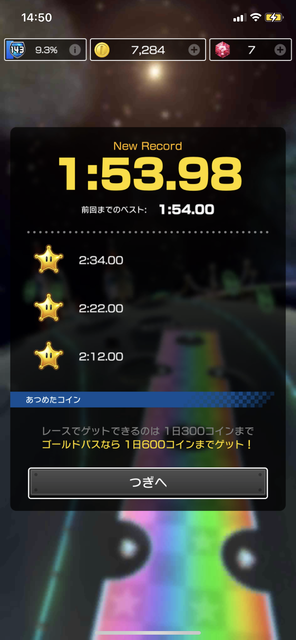 14:50
143 9.3% i 7,284 + 7 +
New Record
1:53.98
前回までのベスト: 1:54.00
2:34.00
2:22.00
2:12.00
あつめたコイン
レースでゲットできるのは 1日300コインまで
ゴールドパスなら 1日600コインまでゲット!
つぎへ